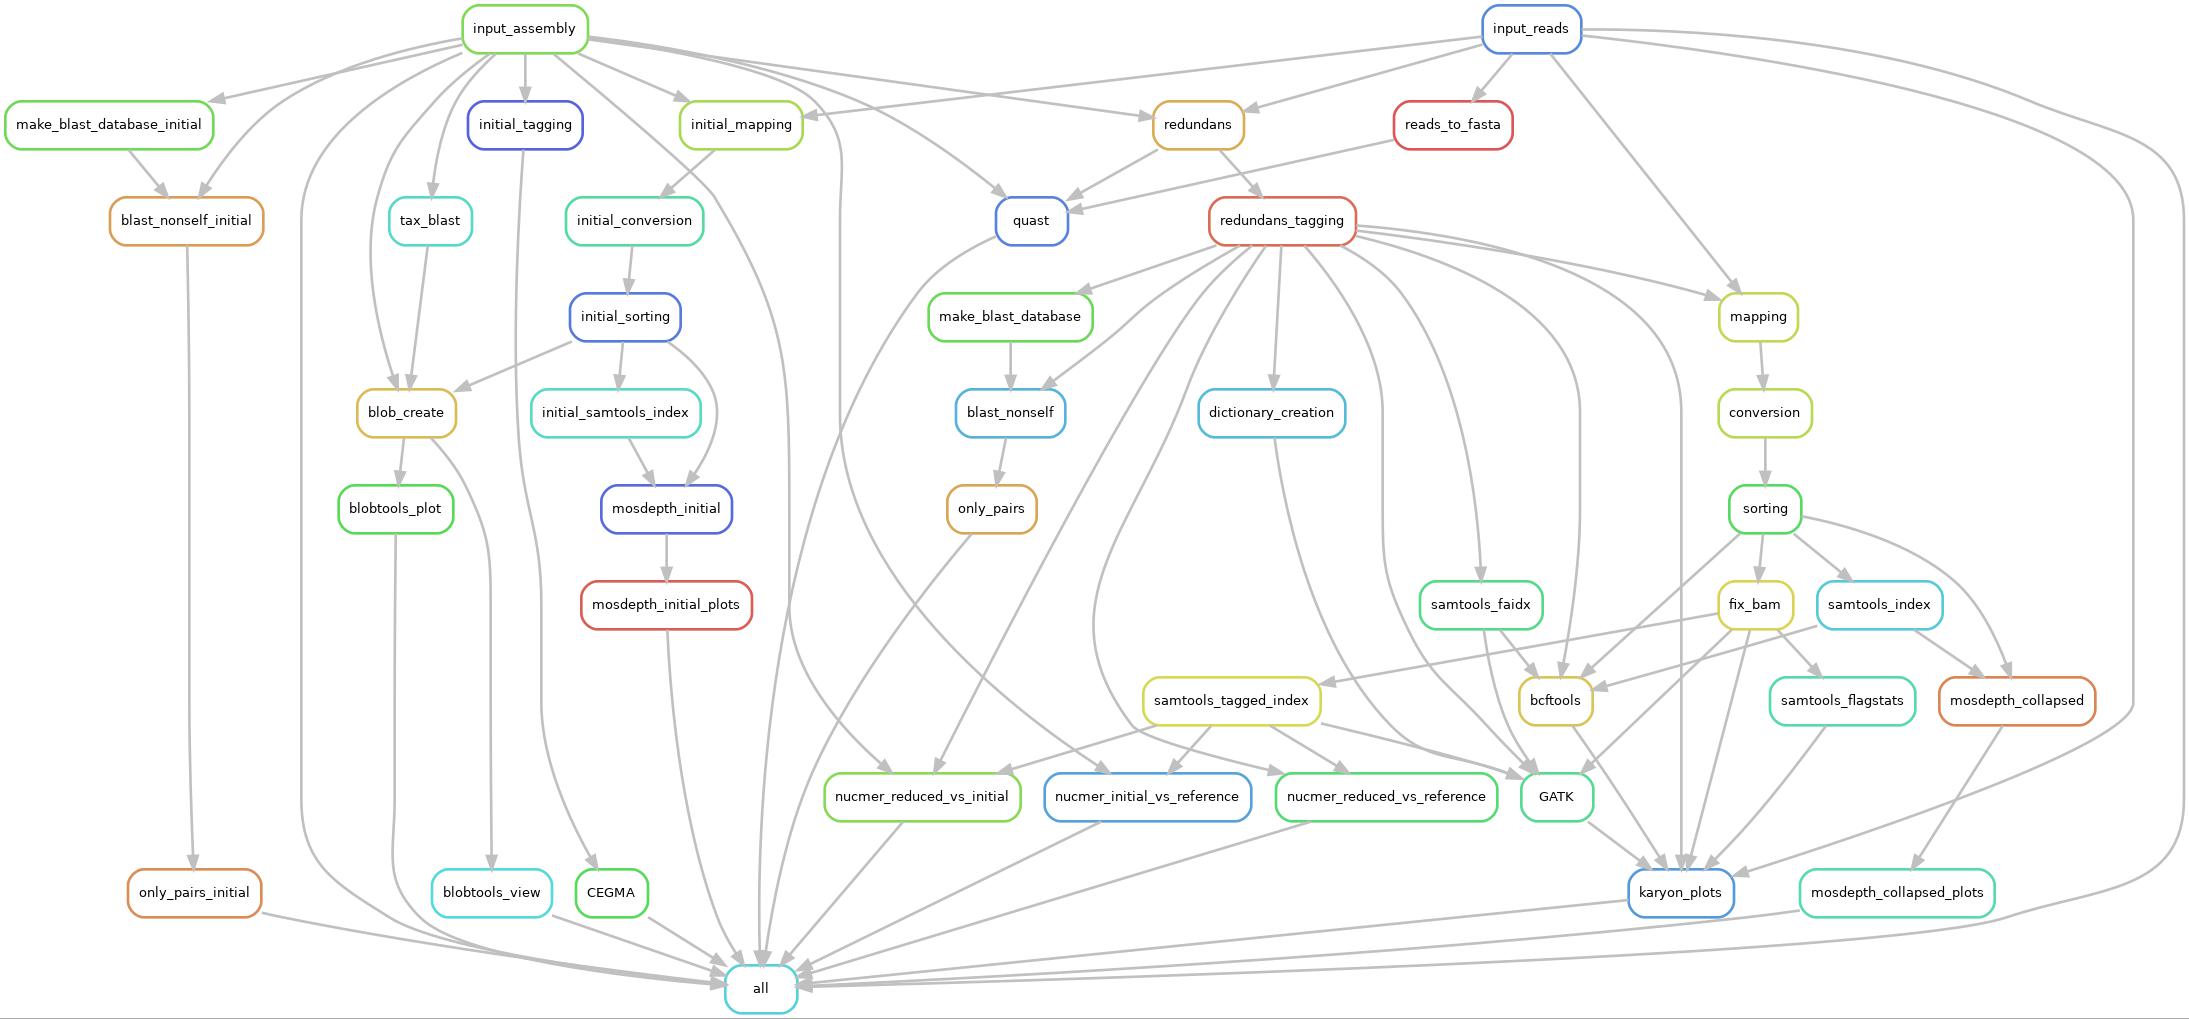 input_assembly
input_reads
make_blast_database_initial
initial_tagging
initial_mapping
redundans
reads_to_fasta
blast_nonself_initial
tax_blast
initial_conversion
quast
redundans_tagging
initial_sorting
make_blast_database
mapping
blob_create
initial_samtools_index
blast_nonself
dictionary_creation
conversion
blobtools_plot
mosdepth_initial
only_pairs
sorting
mosdepth_initial_plots
samtools_faidx
fix_bam
samtools_index
samtools_tagged_index
bcftools
samtools_flagstats
mosdepth_collapsed
nucmer_reduced_vs_initial
nucmer_initial_vs_reference
nucmer_reduced_vs_reference
GATK
only_pairs_initial
blobtools_view
CEGMA
karyon_plots
mosdepth_collapsed_plots
all